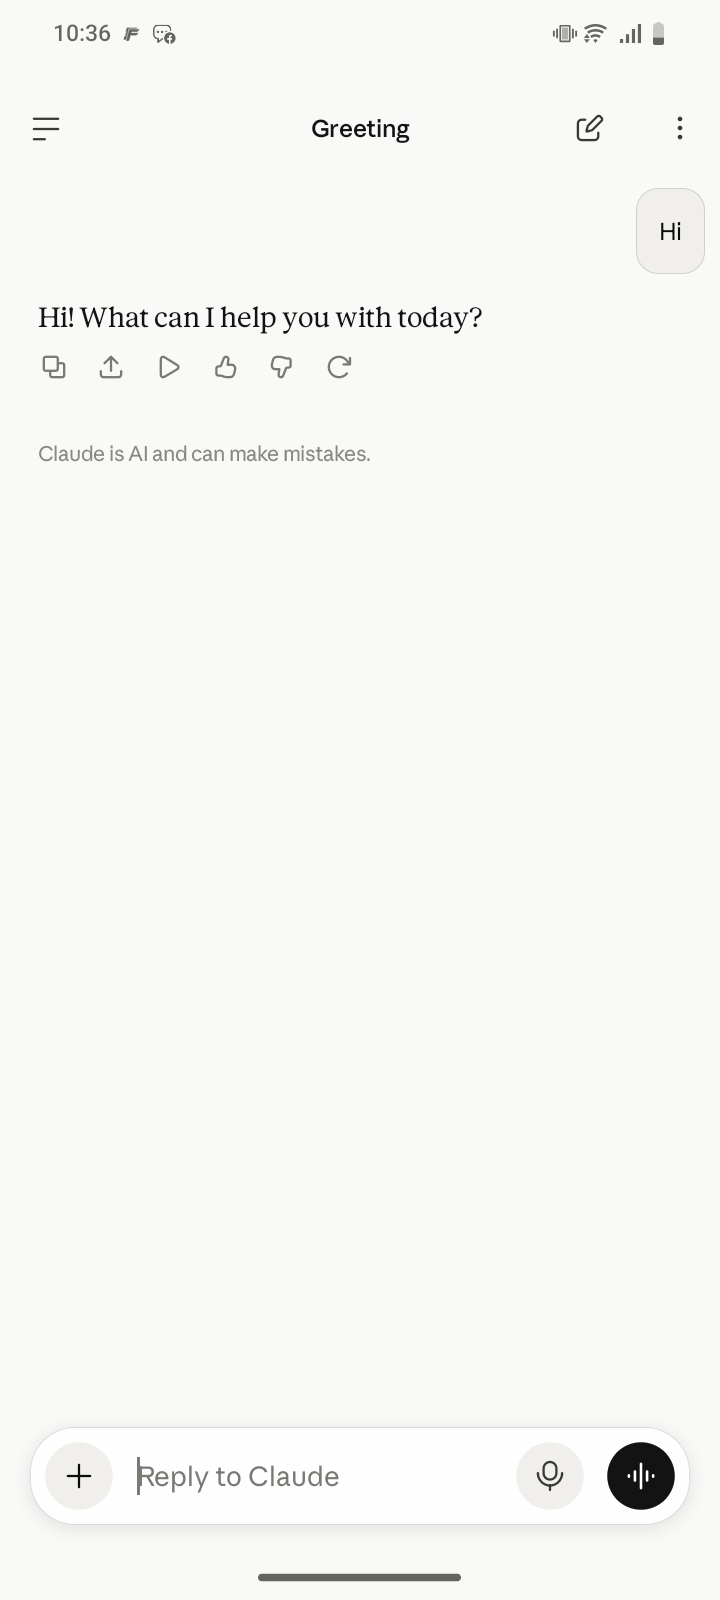 10:36
Greeting
Hi
Hi! What can I help you with today?
Claude is AI and can make mistakes.
Reply to Claude